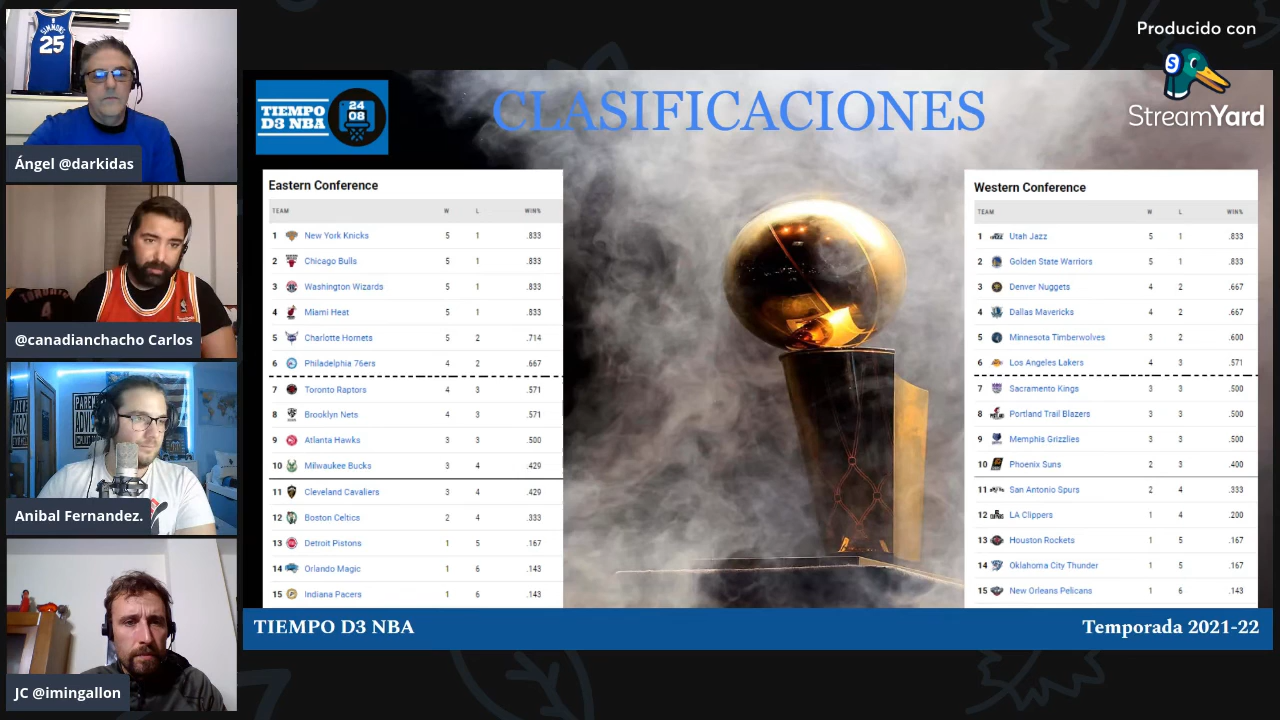 SIMMONS
25
Ángel @darkidas
TORONTO
@canadianchacho Carlos
Anibal Fernandez.
JC @imingallon
Producido con
S
StreamYard
TIEMPO
D3 NBA
24
08
CLASIFICACIONES
Eastern Conference
TEAM W L WIN%
1 New York Knicks 5 1 .833
2 Chicago Bulls 5 1 .833
3 Washington Wizards 5 1 .833
4 Miami Heat 5 1 .833
5 Charlotte Hornets 5 2 .714
6 Philadelphia 76ers 4 2 .667
7 Toronto Raptors 4 3 .571
8 Brooklyn Nets 4 3 .571
9 Atlanta Hawks 3 3 .500
10 Milwaukee Bucks 3 4 .429
11 Cleveland Cavaliers 3 4 .429
12 Boston Celtics 2 4 .333
13 Detroit Pistons 1 5 .167
14 Orlando Magic 1 6 .143
15 Indiana Pacers 1 6 .143
Western Conference
TEAM W L WIN%
1 Utah Jazz 5 1 .833
2 Golden State Warriors 5 1 .833
3 Denver Nuggets 4 2 .667
4 Dallas Mavericks 4 2 .667
5 Minnesota Timberwolves 3 2 .600
6 Los Angeles Lakers 4 3 .571
7 Sacramento Kings 3 3 .500
8 Portland Trail Blazers 3 3 .500
9 Memphis Grizzlies 3 3 .500
10 Phoenix Suns 2 3 .400
11 San Antonio Spurs 2 4 .333
12 LA Clippers 1 4 .200
13 Houston Rockets 1 5 .167
14 Oklahoma City Thunder 1 5 .167
15 New Orleans Pelicans 1 6 .143
TIEMPO D3 NBA
Temporada 2021-22